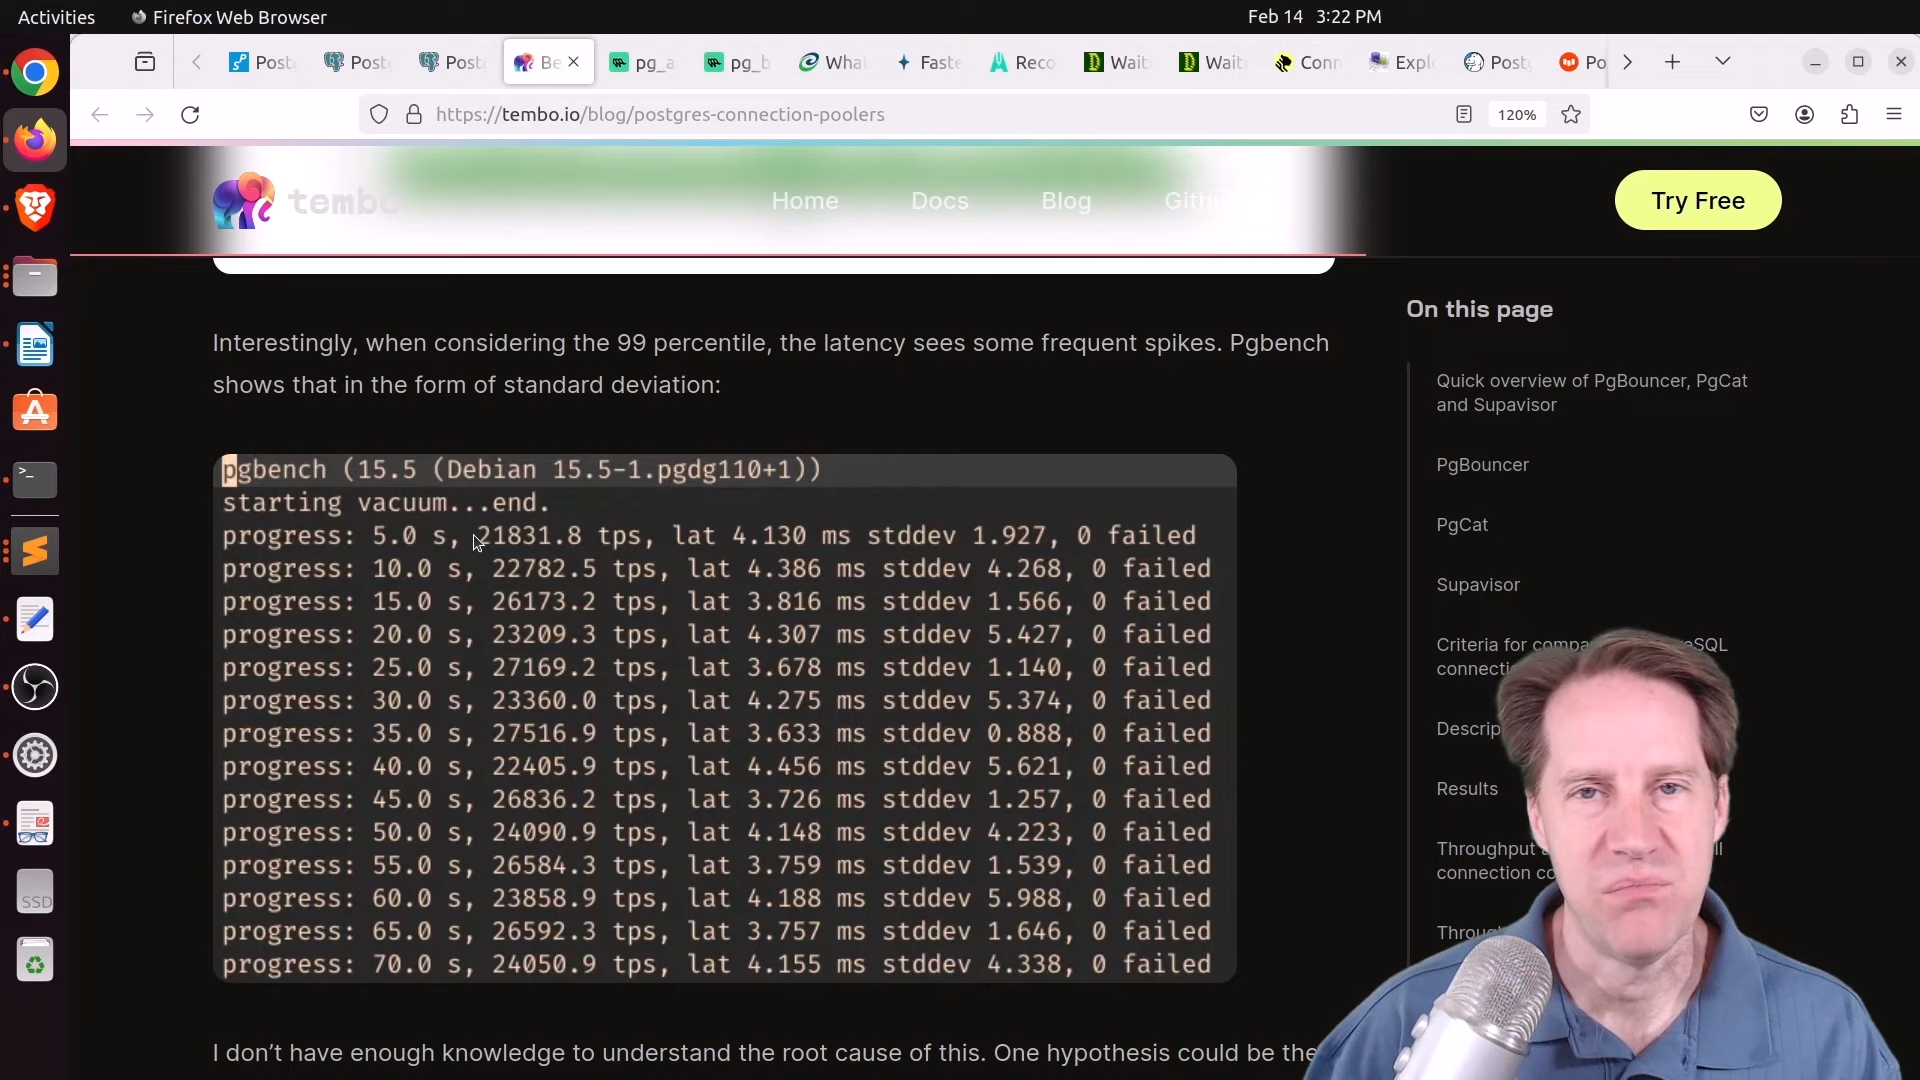 Activities
Firefox Web Browser
Feb 14 3:22 PM
Post
Post
Post
Be
pg_a
pg_b
What
Faste
Reco
Wait
Wait
Conn
Expl
Post
Po
https://tembo.io/blog/postgres-connection-poolers
120%
tembo
Home
Docs
Blog
Github
Try Free
Interestingly, when considering the 99 percentile, the latency sees some frequent spikes. Pgbench
shows that in the form of standard deviation:
pgbench (15.5 (Debian 15.5-1.pgdg110+1))
starting vacuum...end.
progress: 5.0 s, 21831.8 tps, lat 4.130 ms stddev 1.927, 0 failed
progress: 10.0 s, 22782.5 tps, lat 4.386 ms stddev 4.268, 0 failed
progress: 15.0 s, 26173.2 tps, lat 3.816 ms stddev 1.566, 0 failed
progress: 20.0 s, 23209.3 tps, lat 4.307 ms stddev 5.427, 0 failed
progress: 25.0 s, 27169.2 tps, lat 3.678 ms stddev 1.140, 0 failed
progress: 30.0 s, 23360.0 tps, lat 4.275 ms stddev 5.374, 0 failed
progress: 35.0 s, 27516.9 tps, lat 3.633 ms stddev 0.888, 0 failed
progress: 40.0 s, 22405.9 tps, lat 4.456 ms stddev 5.621, 0 failed
progress: 45.0 s, 26836.2 tps, lat 3.726 ms stddev 1.257, 0 failed
progress: 50.0 s, 24090.9 tps, lat 4.148 ms stddev 4.223, 0 failed
progress: 55.0 s, 26584.3 tps, lat 3.759 ms stddev 1.539, 0 failed
progress: 60.0 s, 23858.9 tps, lat 4.188 ms stddev 5.988, 0 failed
progress: 65.0 s, 26592.3 tps, lat 3.757 ms stddev 1.646, 0 failed
progress: 70.0 s, 24050.9 tps, lat 4.155 ms stddev 4.338, 0 failed
I don't have enough knowledge to understand the root cause of this. One hypothesis could be the
On this page
Quick overview of PgBouncer, PgCat
and Supavisor
PgBouncer
PgCat
Supavisor
Criteria for compa eSQL
connecti
Descrip
Results
Throughput a ll
connection co
Throug
SSD